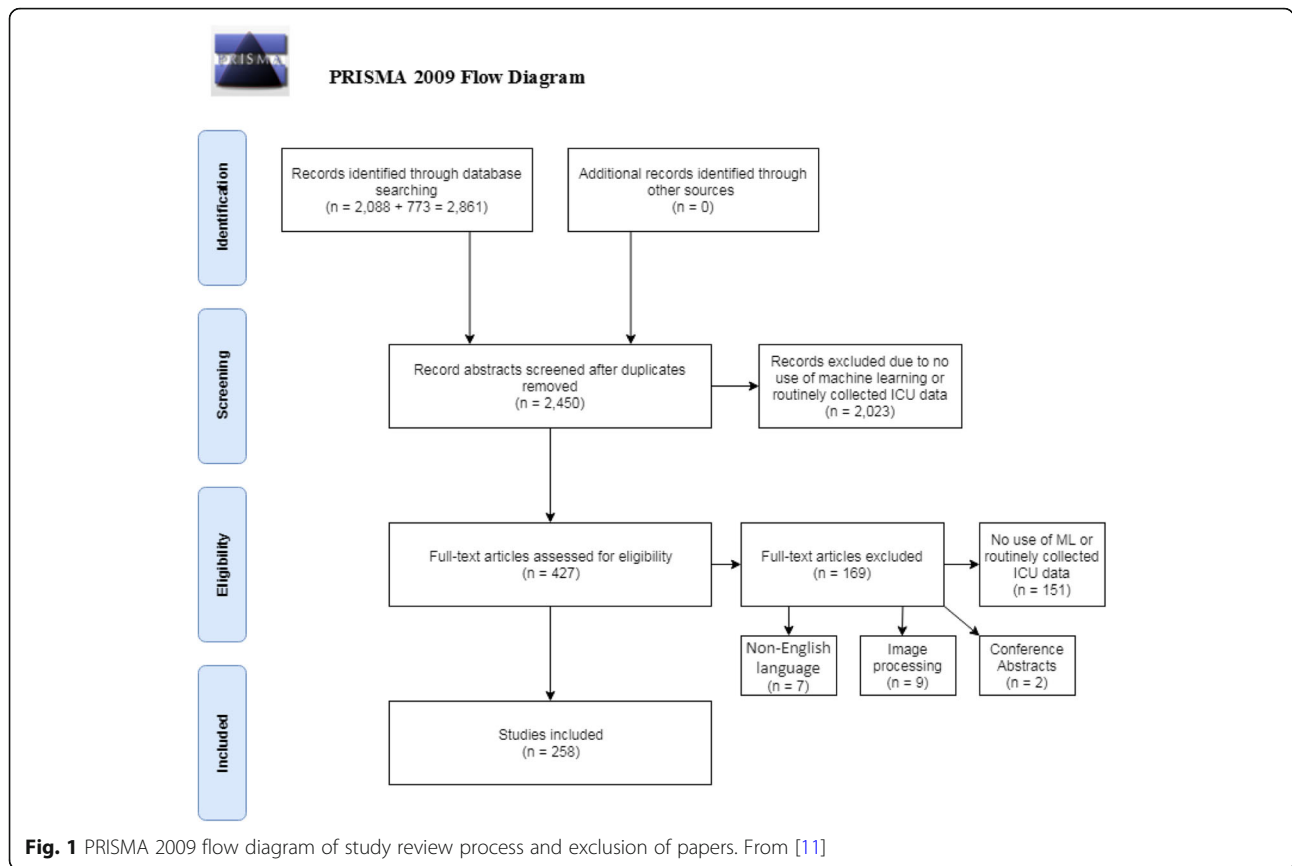 PRISMA
PRISMA 2009 Flow Diagram
Identification
Records identified through database
searching
(n = 2,088 + 773 = 2,861)
Additional records identified through
other sources
(n = 0)
Screening
Record abstracts screened after duplicates
removed
(n = 2,450)
Records excluded due to no
use of machine learning or
routinely collected ICU data
(n = 2,023)
Eligibility
Full-text articles assessed for eligibility
(n = 427)
Full-text articles excluded
(n = 169)
No use of ML or
routinely collected
ICU data
(n = 151)
Non-English
language
(n = 7)
Image
processing
(n = 9)
Conference
Abstracts
(n = 2)
Included
Studies included
(n = 258)
Fig. 1 PRISMA 2009 flow diagram of study review process and exclusion of papers. From [11]